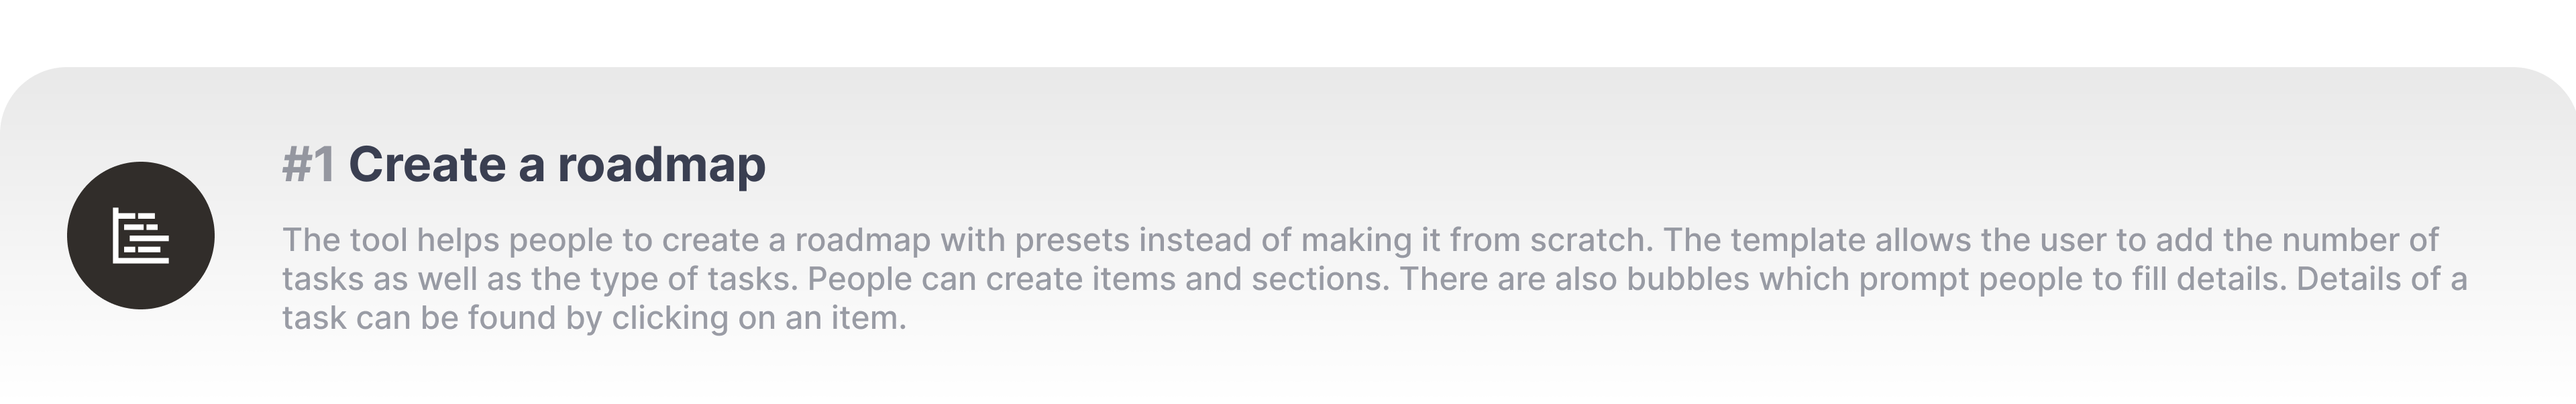 #1 Create a roadmap
The tool helps people to create a roadmap with presets instead of making it from scratch. The template allows the user to add the number of
tasks as well as the type of tasks. People can create items and sections. There are also bubbles which prompt people to fill details. Details of a
task can be found by clicking on an item.